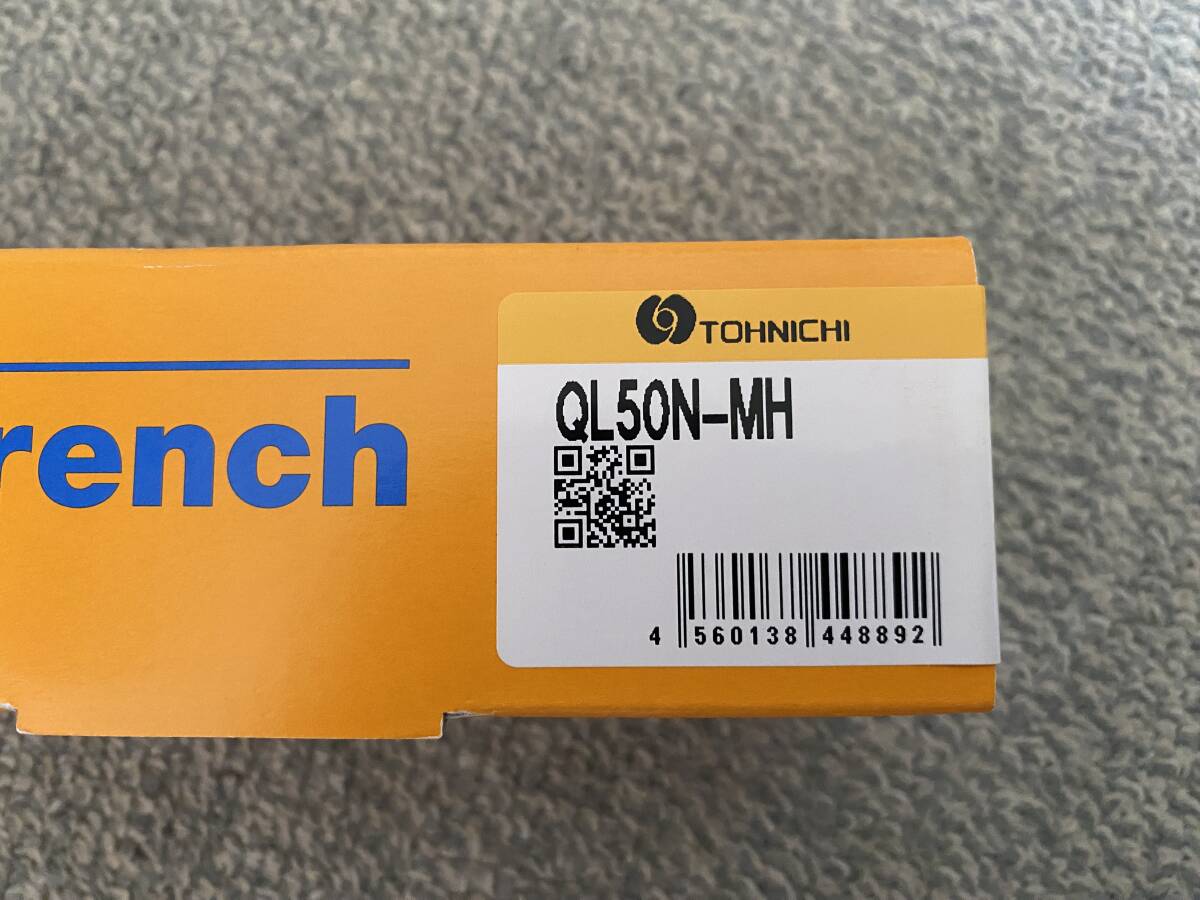 rench
TOHNICHI
QL50N-MH
4 560138 448892